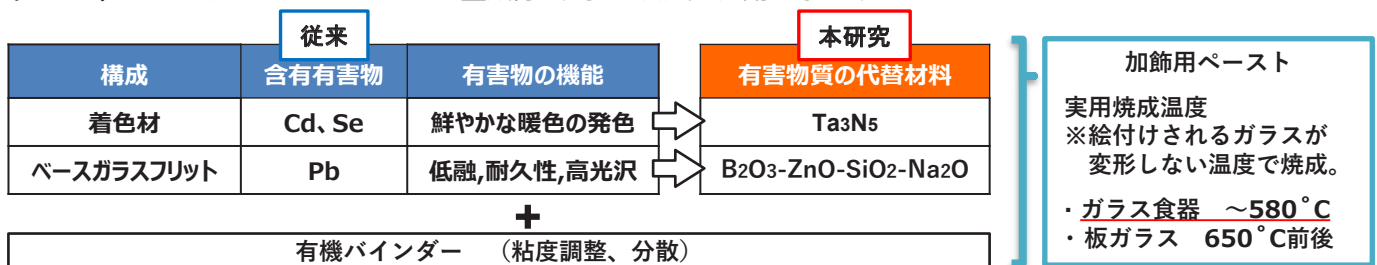 従来
本研究
構成 含有有害物 有害物の機能 有害物質の代替材料
着色材 Cd、Se 鮮やかな暖色の発色 Ta3N5
ベースガラスフリット Pb 低融,耐久性,高光沢 B2O3-ZnO-SiO2-Na2O
+
有機バインダー （粘度調整、分散）
加飾用ペースト
実用焼成温度
※絵付けされるガラスが
変形しない温度で焼成。
・ガラス食器 ～580˚C
・板ガラス 650˚C前後